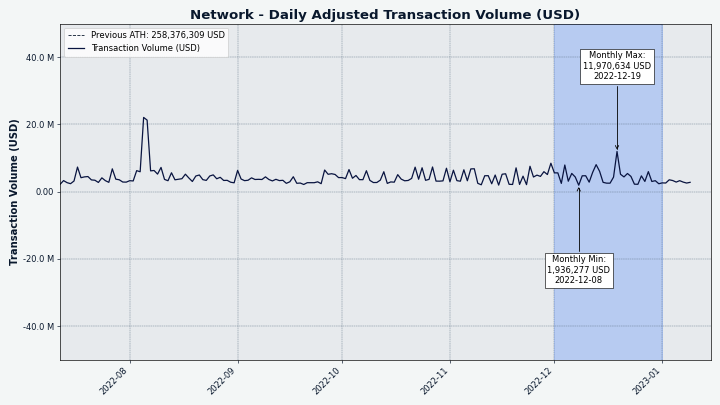 Network - Daily Adjusted Transaction Volume (USD)
Previous ATH: 258,376,309 USD
Transaction Volume (USD)
Monthly Max:
11,970,634 USD
2022-12-19
Monthly Min:
1,936,277 USD
2022-12-08
Transaction Volume (USD)
40.0 M
20.0 M
0.00
-20.0 M
-40.0 M
2022-08
2022-09
2022-10
2022-11
2022-12
2023-01